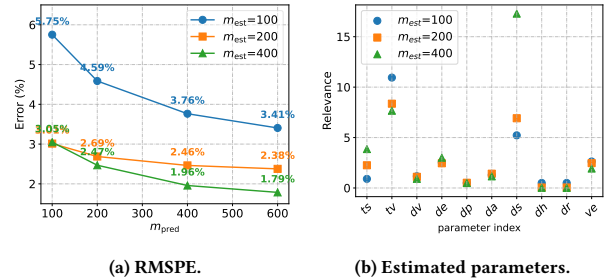 5.75%
4.59%
3.76%
3.41%
3.05%
2.69%
2.47%
2.46%
2.38%
1.96%
1.79%
m_est=100
m_est=200
m_est=400
6
5
4
3
2
Error (%)
100 200 300 400 500 600
m_pred
(a) RMSPE.
m_est=100
m_est=200
m_est=400
15
10
5
0
Relevance
ts tv dv de dp da ds dh dr ve
parameter index
(b) Estimated parameters.